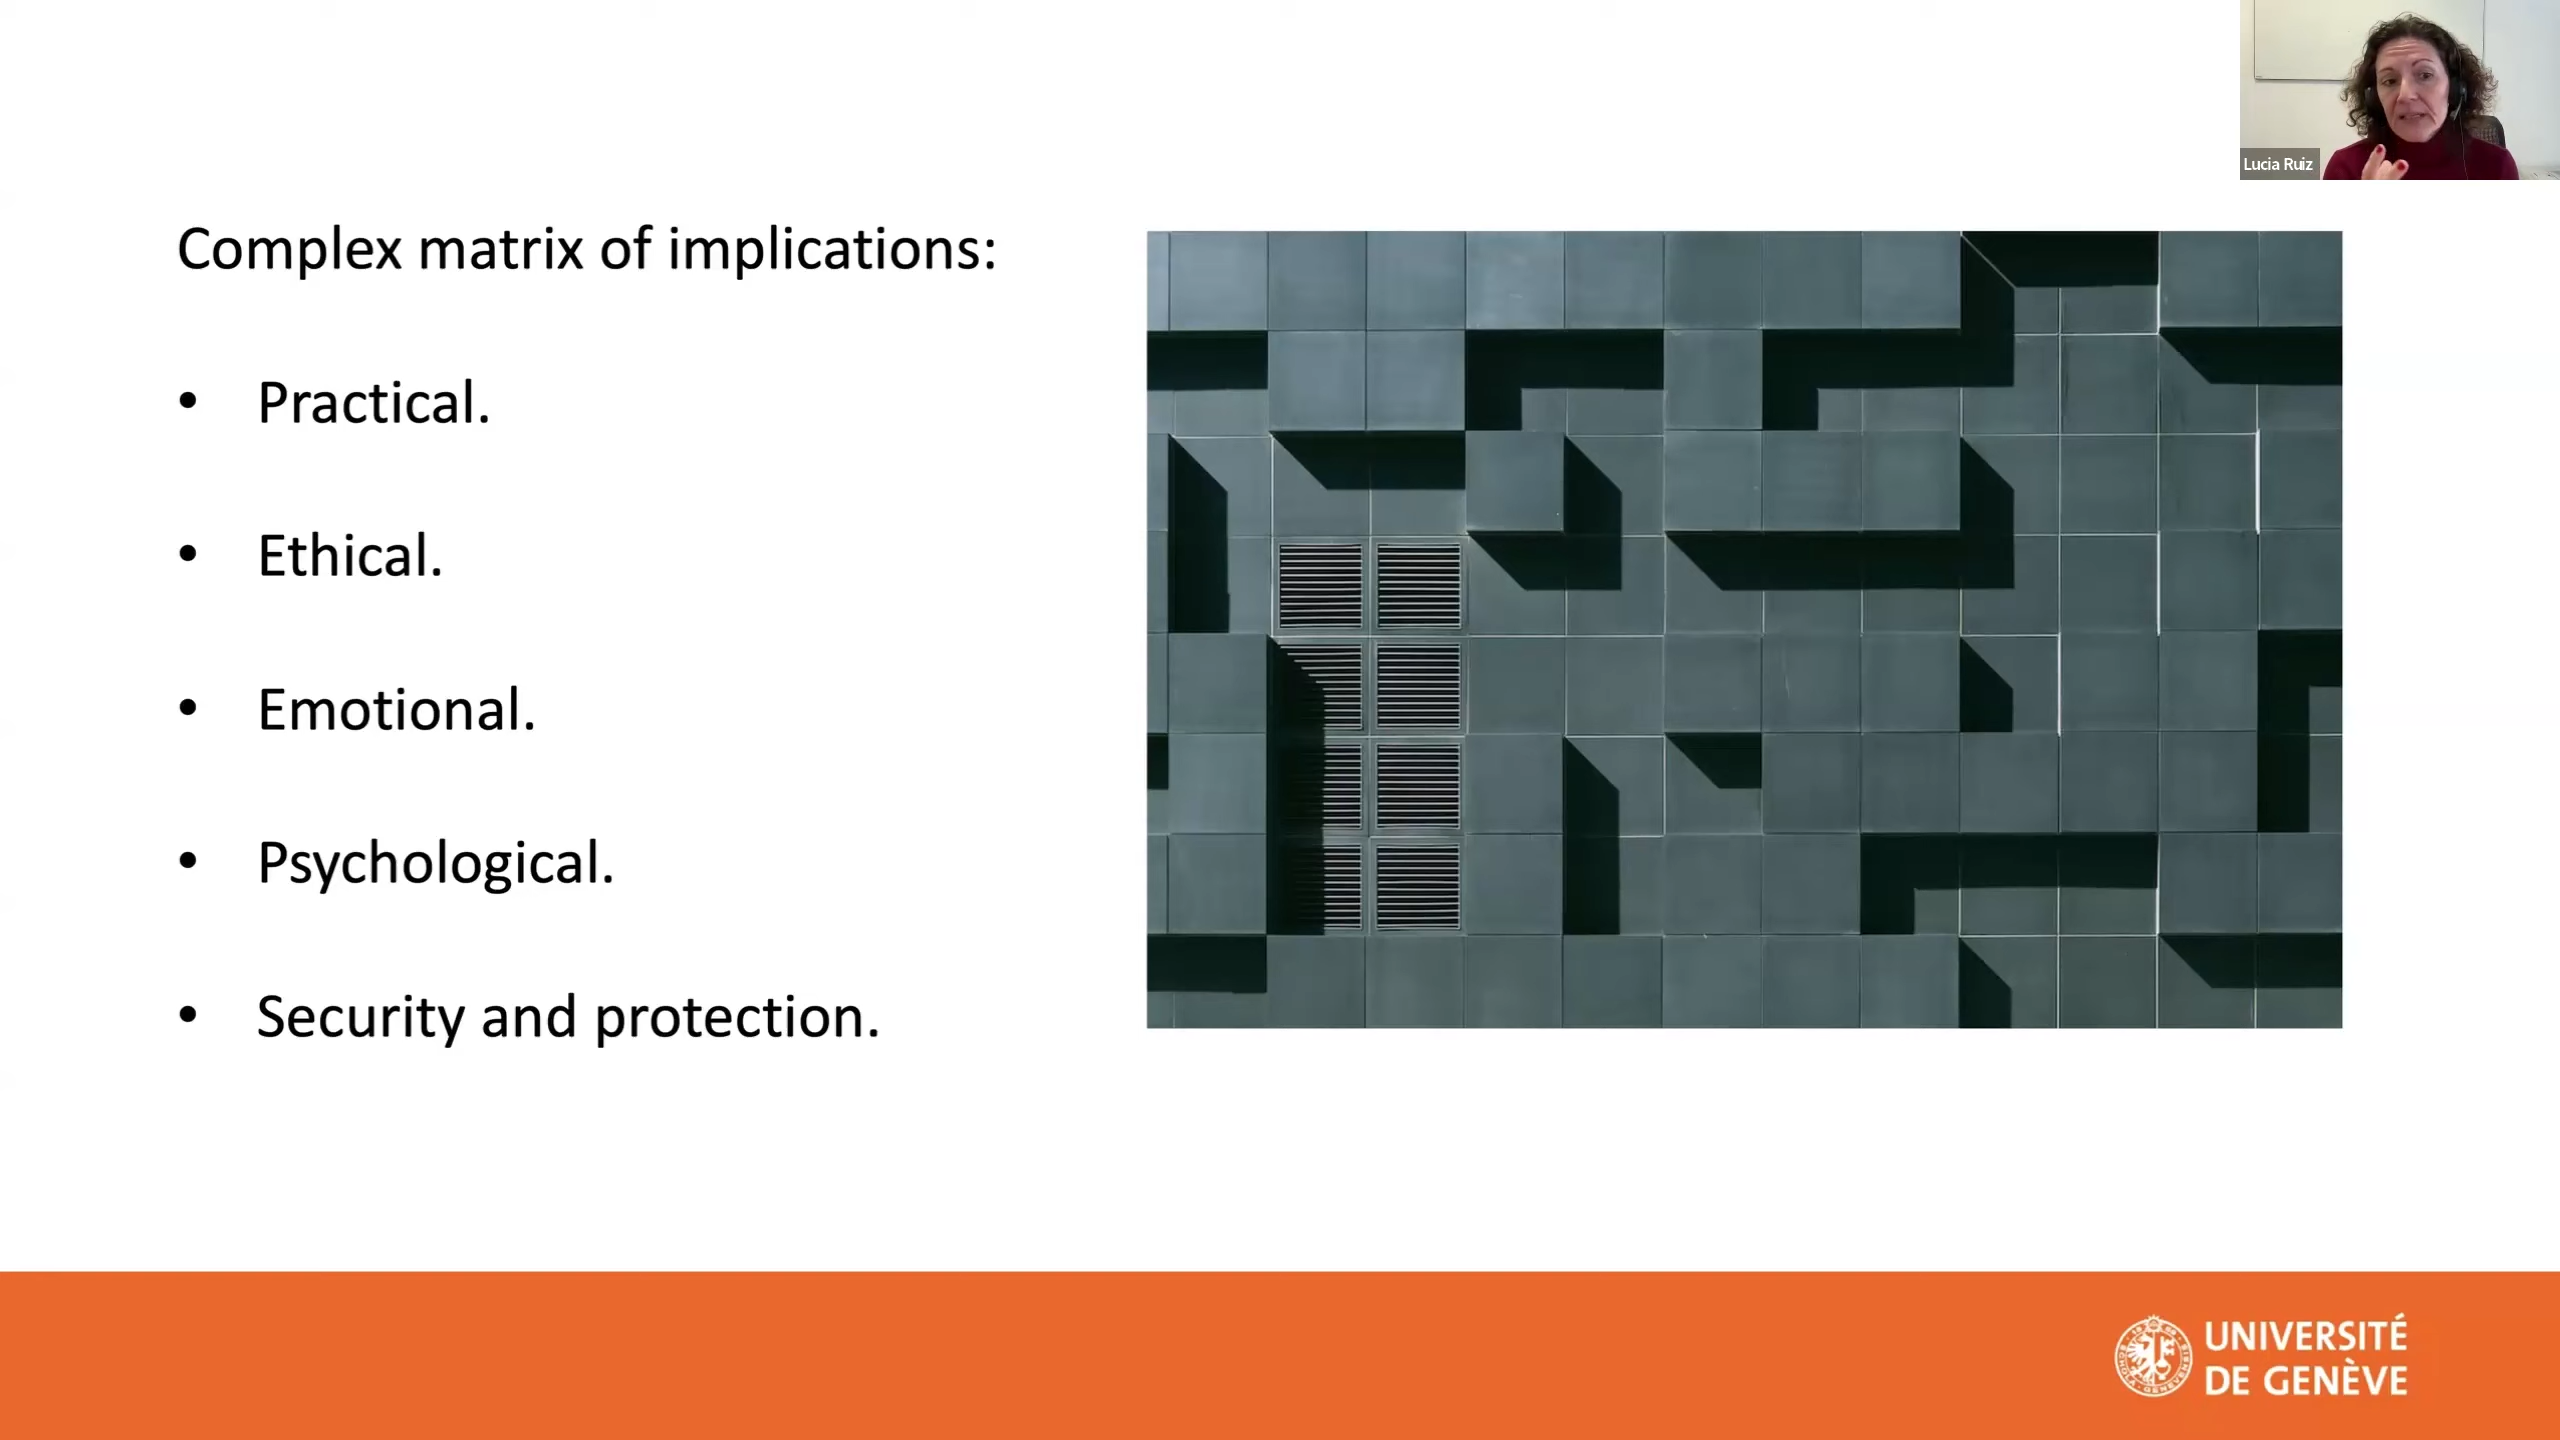 Lucia Ruiz
Complex matrix of implications:
• Practical.
• Ethical.
• Emotional.
• Psychological.
• Security and protection.
UNIVERSITÉ
DE GENÈVE